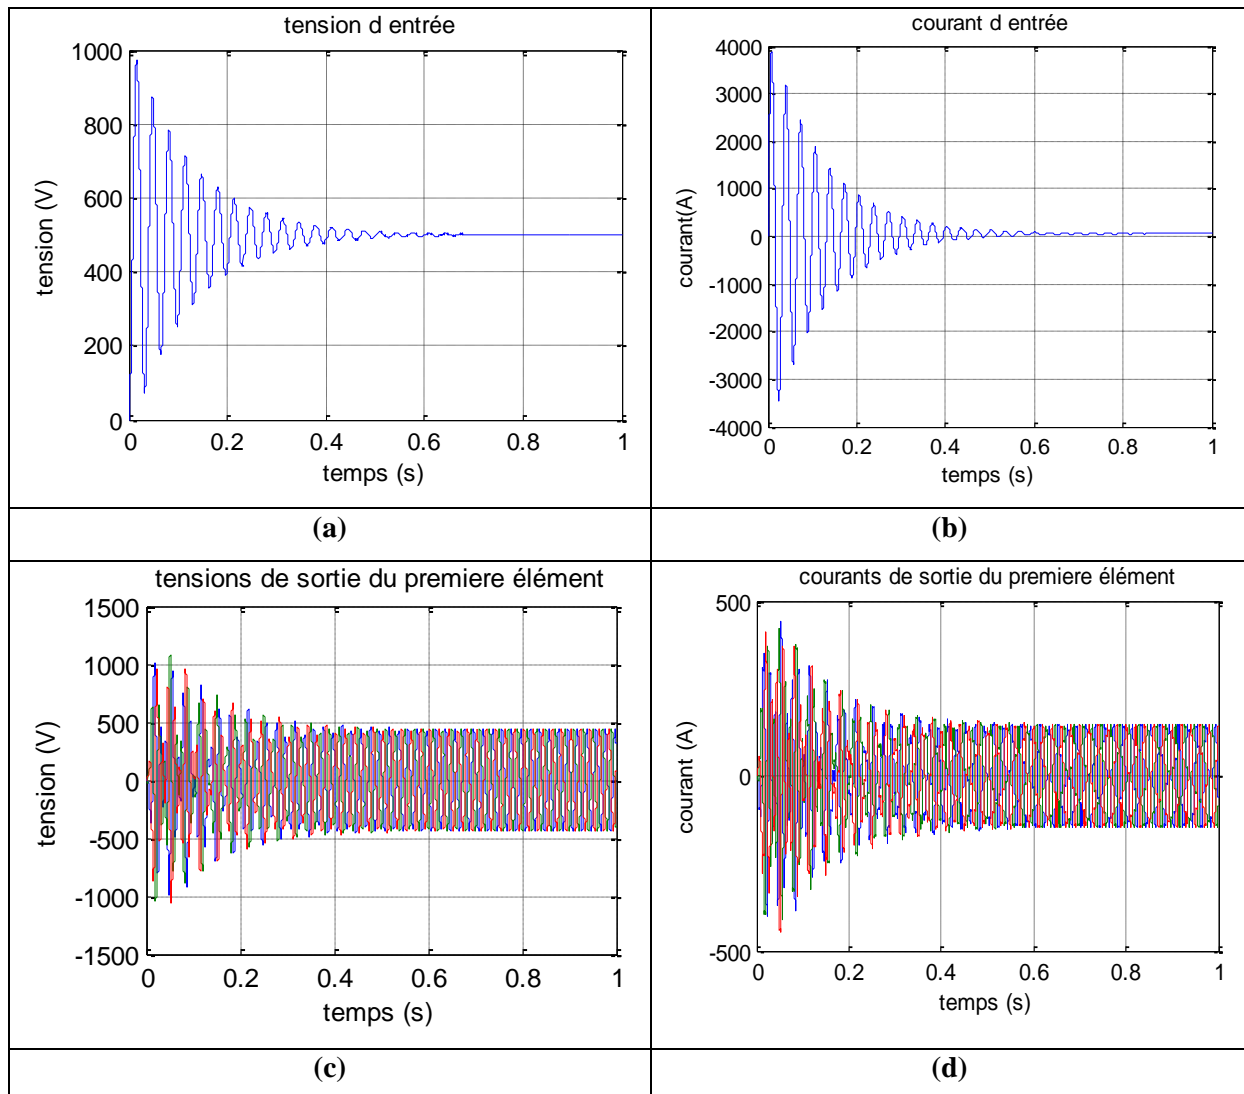 tension d entrée
1000
800
600
400
200
0
tension (V)
0 0.2 0.4 0.6 0.8 1
temps (s)
(a)
courant d entrée
4000
3000
2000
1000
0
-1000
-2000
-3000
-4000
courant(A)
0 0.2 0.4 0.6 0.8 1
temps (s)
(b)
tensions de sortie du premiere élément
1500
1000
500
0
-500
-1000
-1500
tension (V)
0 0.2 0.4 0.6 0.8 1
temps (s)
(c)
courants de sortie du premiere élément
500
0
-500
courant (A)
0 0.2 0.4 0.6 0.8 1
temps (s)
(d)